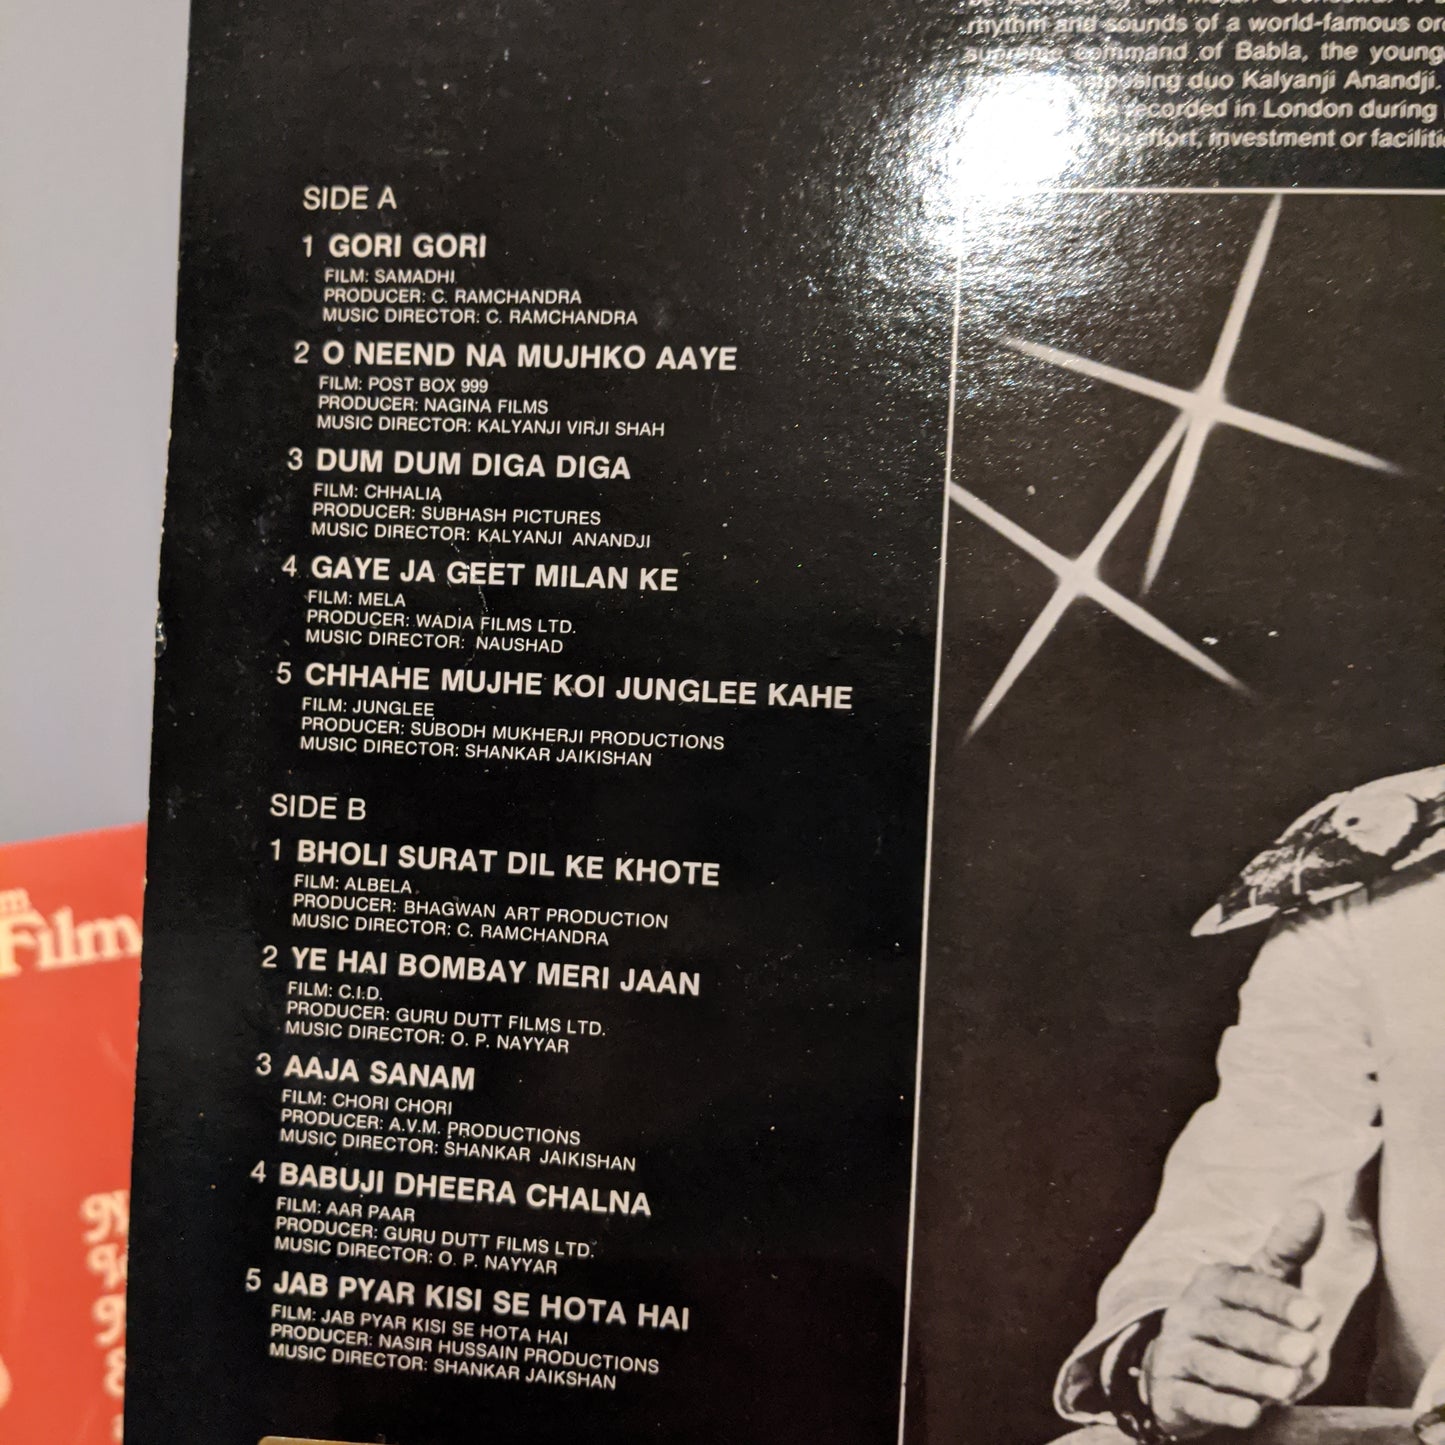 rhythm and sounds of a world-famous
supreme command of Babla, the
duo Kalyanji Anandji.
recorded in London during
effort, investment or
SIDE A
1 GORI GORI
FILM: SAMADHI
PRODUCER: C. RAMCHANDRA
MUSIC DIRECTOR: C. RAMCHANDRA
2 O NEEND NA MUJHKO AAYE
FILM: POST BOX 999
PRODUCER: NAGINA FILMS
MUSIC DIRECTOR: KALYANJI VIRJI SHAH
3 DUM DUM DIGA DIGA
FILM: CHHALIA
PRODUCER: SUBHASH PICTURES
MUSIC DIRECTOR: KALYANJI ANANDJI
4 GAYE JA GEET MILAN KE
FILM: MELA
PRODUCER: WADIA FILMS LTD.
MUSIC DIRECTOR: NAUSHAD
5 CHHAHE MUJHE KOI JUNGLEE KAHE
FILM: JUNGLEE
PRODUCER: SUBODH MUKHERJI PRODUCTIONS
MUSIC DIRECTOR: SHANKAR JAIKISHAN
SIDE B
1 BHOLI SURAT DIL KE KHOTE
FILM: ALBELA
PRODUCER: BHAGWAN ART PRODUCTION
MUSIC DIRECTOR: C. RAMCHANDRA
2 YE HAI BOMBAY MERI JAAN
FILM: C.I.D.
PRODUCER: GURU DUTT FILMS LTD.
MUSIC DIRECTOR: O. P. NAYYAR
3 AAJA SANAM
FILM: CHORI CHORI
PRODUCER: A.V.M. PRODUCTIONS
MUSIC DIRECTOR: SHANKAR JAIKISHAN
4 BABUJI DHEERA CHALNA
FILM: AAR PAAR
PRODUCER: GURU DUTT FILMS LTD.
MUSIC DIRECTOR: O. P. NAYYAR
5 JAB PYAR KISI SE HOTA HAI
FILM: JAB PYAR KISI SE HOTA HAI
PRODUCER: NASIR HUSSAIN PRODUCTIONS
MUSIC DIRECTOR: SHANKAR JAIKSHAN
Film